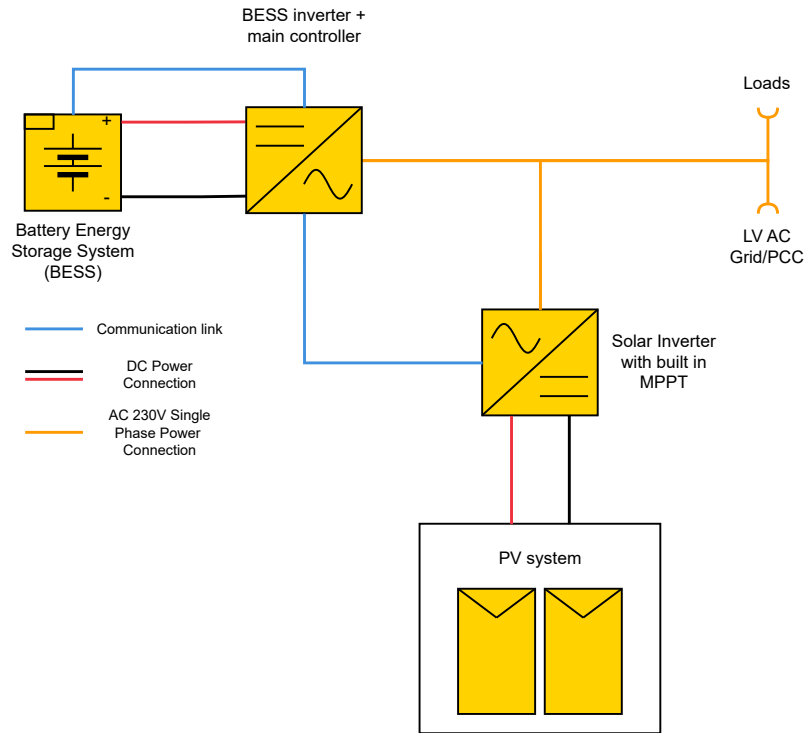 BESS inverter +
main controller
Loads
+
-
Battery Energy
Storage System
(BESS)
LV AC
Grid/PCC
Communication link
DC Power
Connection
AC 230V Single
Phase Power
Connection
Solar Inverter
with built in
MPPT
PV system